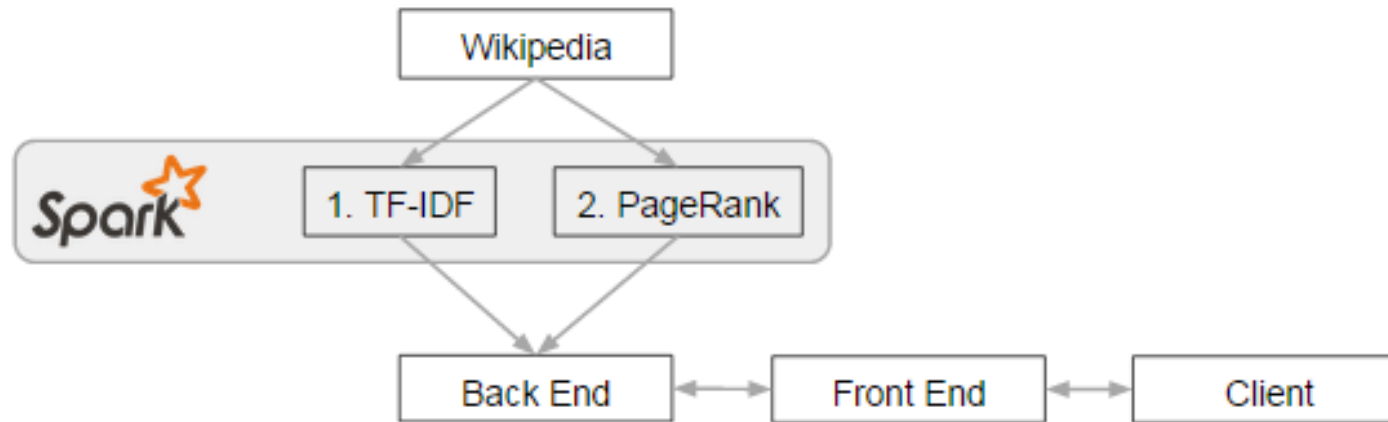 Wikipedia
Spark
1. TF-IDF
2. PageRank
Back End
Front End
Client